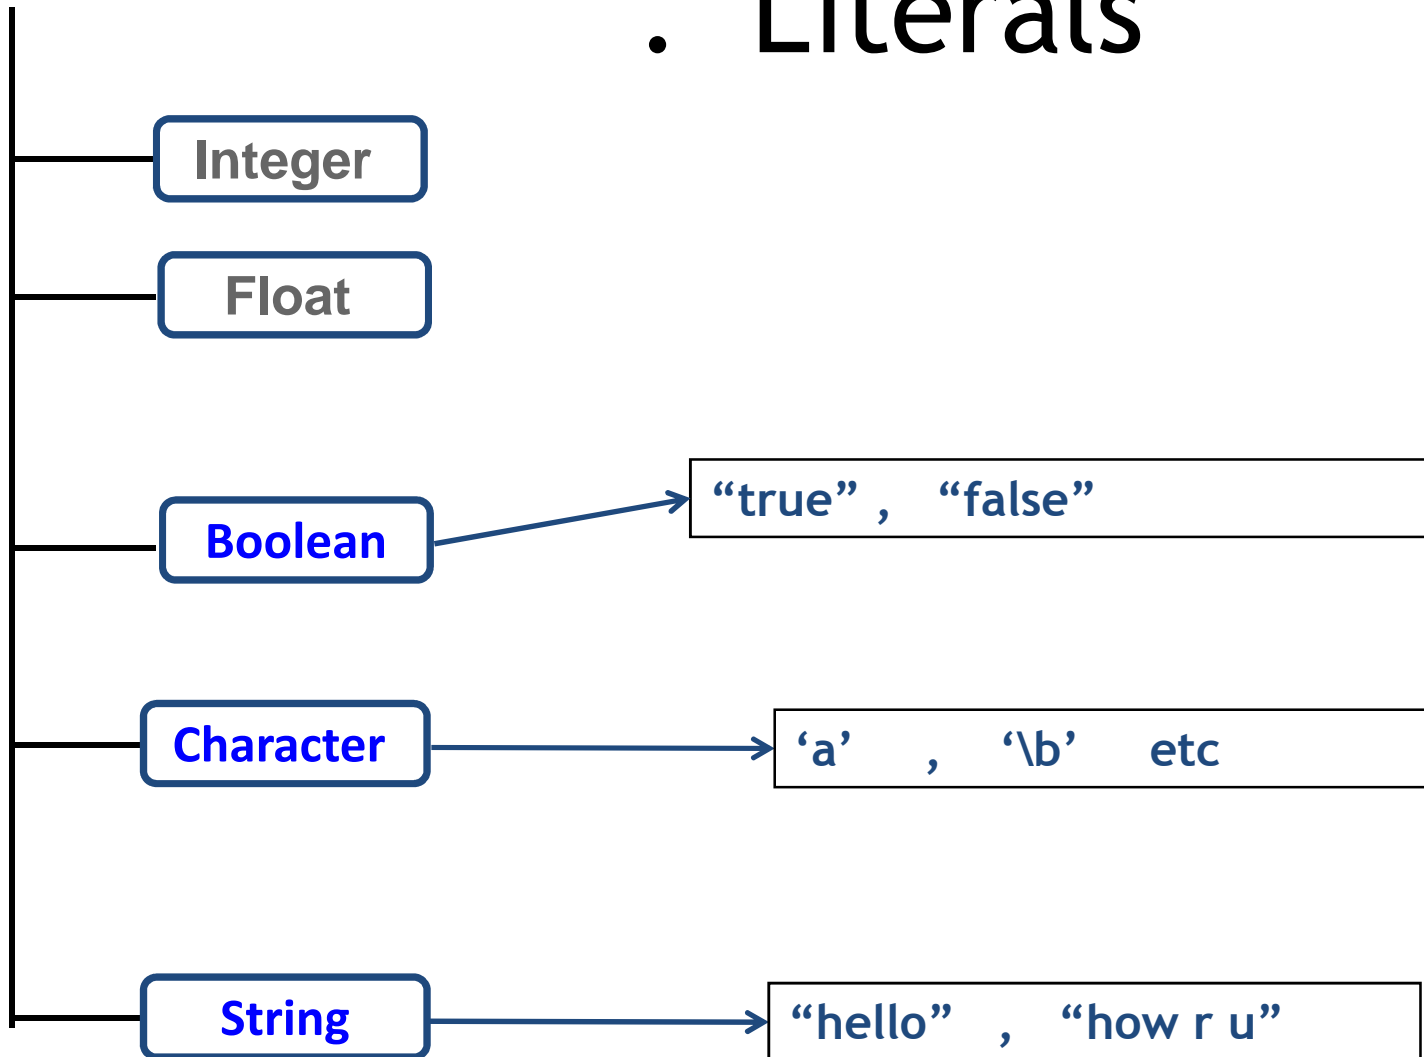 . Literals
Integer
Float
Boolean
“true” , “false”
Character
‘a’ , ‘\b’ etc
String
“hello” , “how r u”